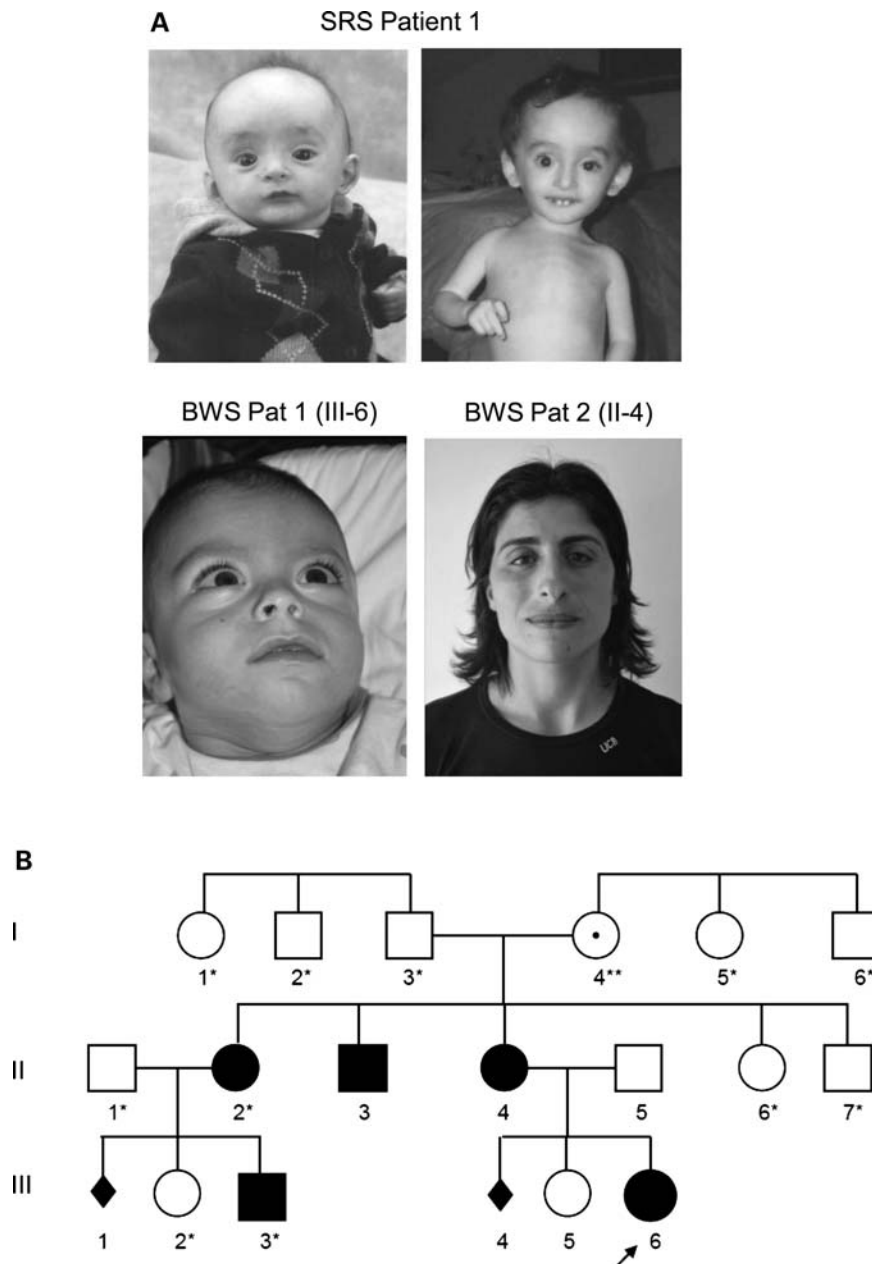 A
SRS Patient 1
BWS Pat 1 (III-6)
BWS Pat 2 (II-4)
UCB
B
I
1*
2*
3*
4**
5*
6*
II
1*
2*
3
4
5
6*
7*
III
1
2*
3*
4
5
6